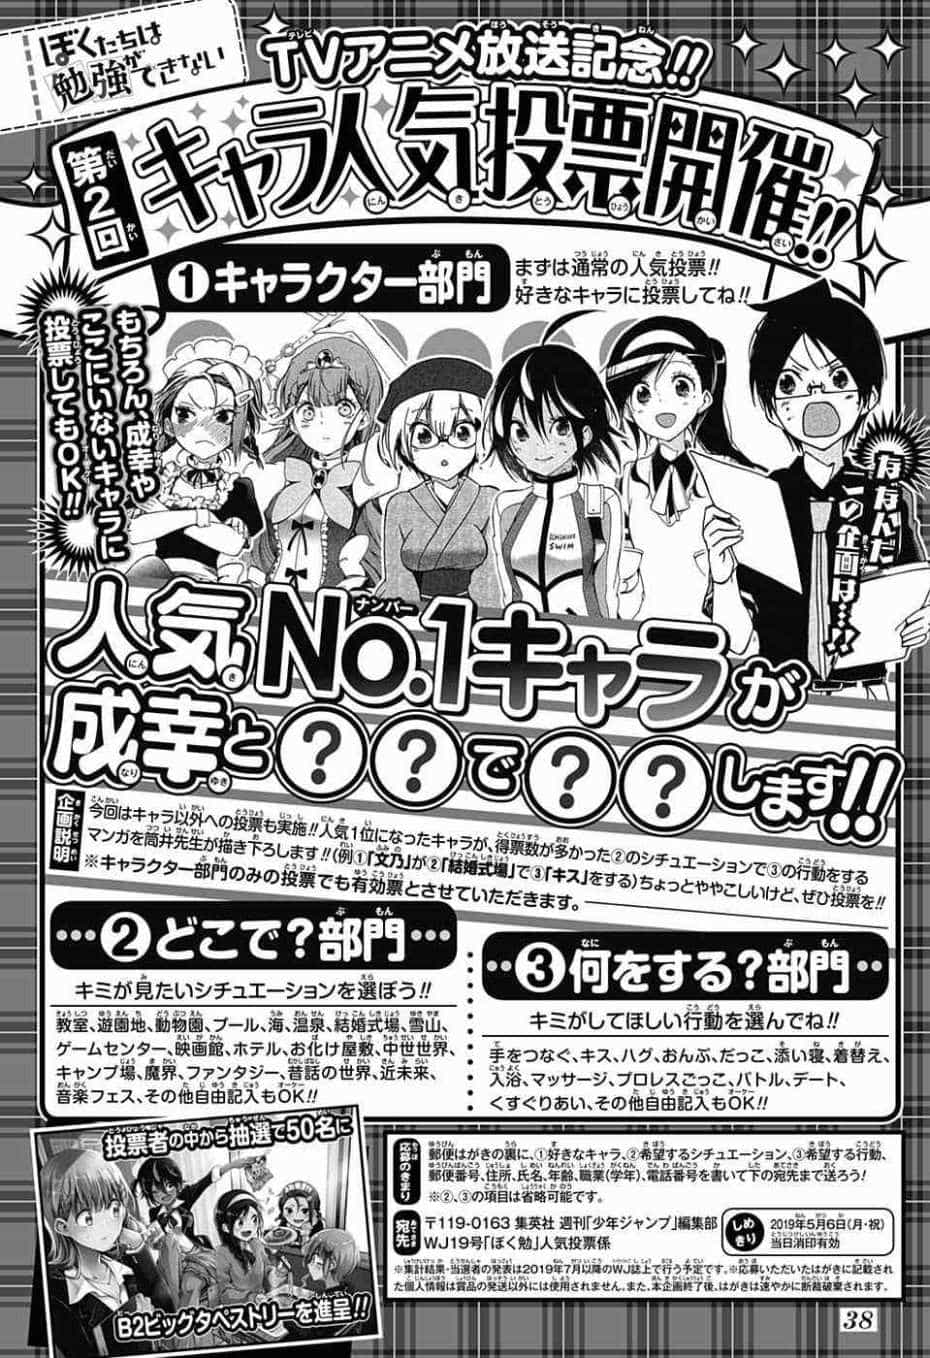 ぼくたちは
勉強ができない
TVアニメ放送記念!!
第2回
キャラ人気投票開催!!
①キャラクター部門
まずは通常の人気投票!!
好きなキャラに投票してね!!
もちろん、成幸や
ここにいないキャラに
投票してもOK!!
な、なんだ
この企画は……!!
人気No.1キャラが
成幸と??で??します!!
企画説明
今回はキャラ以外への投票も実施!!人気1位になったキャラが、得票数が多かった②のシチュエーションで③の行動をする
マンガを筒井先生が描き下ろします!!(例①「文乃」が②「結婚式場」で③「キス」をする)ちょっとややこしいけど、ぜひ投票を!!
※キャラクター部門のみの投票でも有効票とさせていただきます。
②どこで?部門
キミが見たいシチュエーションを選ぼう!!
教室、遊園地、動物園、プール、海、温泉、結婚式場、雪山、
ゲームセンター、映画館、ホテル、お化け屋敷、中世世界、
キャンプ場、魔界、ファンタジー、昔話の世界、近未来、
音楽フェス、その他自由記入もOK!!
③何をする?部門
キミがしてほしい行動を選んでね!!
手をつなぐ、キス、ハグ、おんぶ、だっこ、添い寝、着替え、
入浴、マッサージ、プロレスごっこ、バトル、デート、
くすぐりあい、その他自由記入もOK!!
投票者の中から抽選で50名に
B2ビッグタペストリーを進呈!!
応募のきまり
郵便はがきの裏に、①好きなキャラ、②希望するシチュエーション、③希望する行動、
郵便番号、住所、氏名、年齢、職業(学年)、電話番号を書いて下の宛先まで送ろう!
※②、③の項目は省略可能です。
宛先
〒119-0163 集英社 週刊「少年ジャンプ」編集部
WJ19号「ぼく勉」人気投票係
しめきり
2019年5月6日(月・祝)
当日消印有効
※集計結果・当選者の発表は2019年7月以降のWJ誌上で行う予定です。※応募いただいたはがきに記載され
た個人情報は賞品の発送以外には使用されません。また、本企画終了後、はがきは速やかに断裁破棄されます。
38